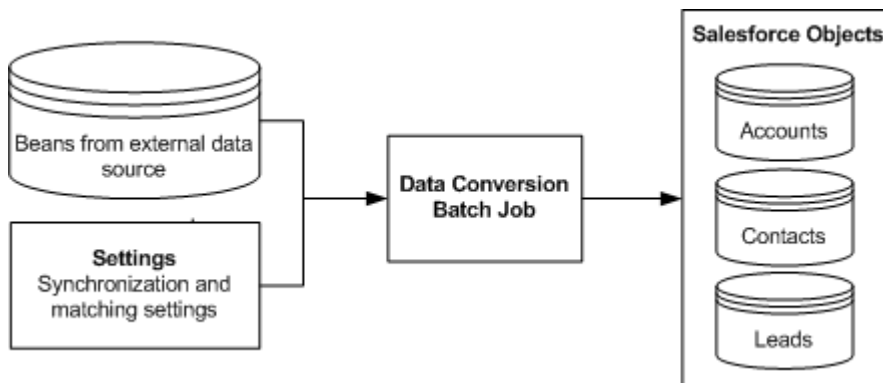 Beans from external data
source
Settings
Synchronization and
matching settings
Data Conversion
Batch Job
Salesforce Objects
Accounts
Contacts
Leads